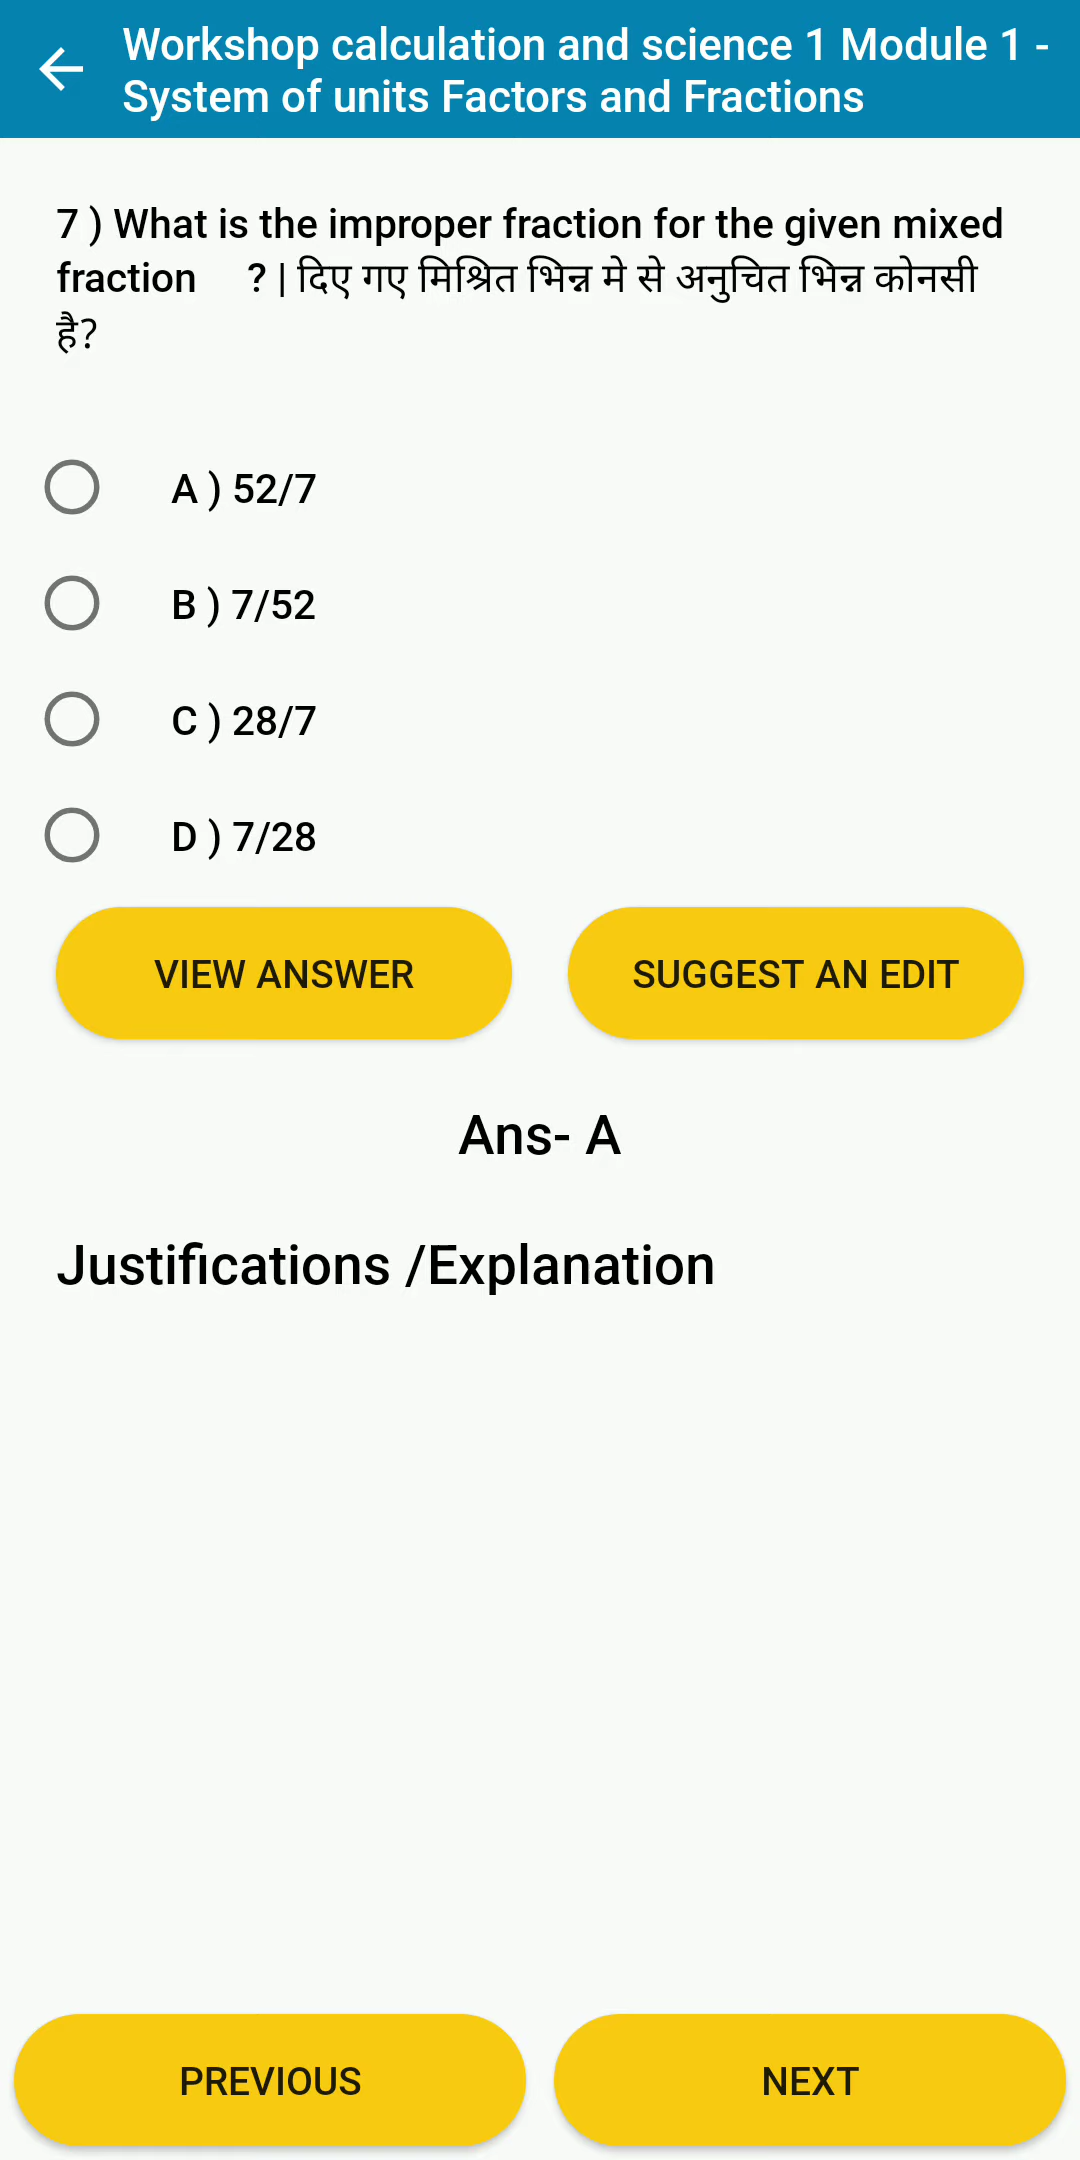 Workshop calculation and science 1 Module 1 -
System of units Factors and Fractions
7 ) What is the improper fraction for the given mixed
fraction ? | दिए गए मिश्रित भिन्न मे से अनुचित भिन्न कोनसी
है?
A ) 52/7
B ) 7/52
C ) 28/7
D ) 7/28
VIEW ANSWER
SUGGEST AN EDIT
Ans- A
Justifications /Explanation
PREVIOUS
NEXT